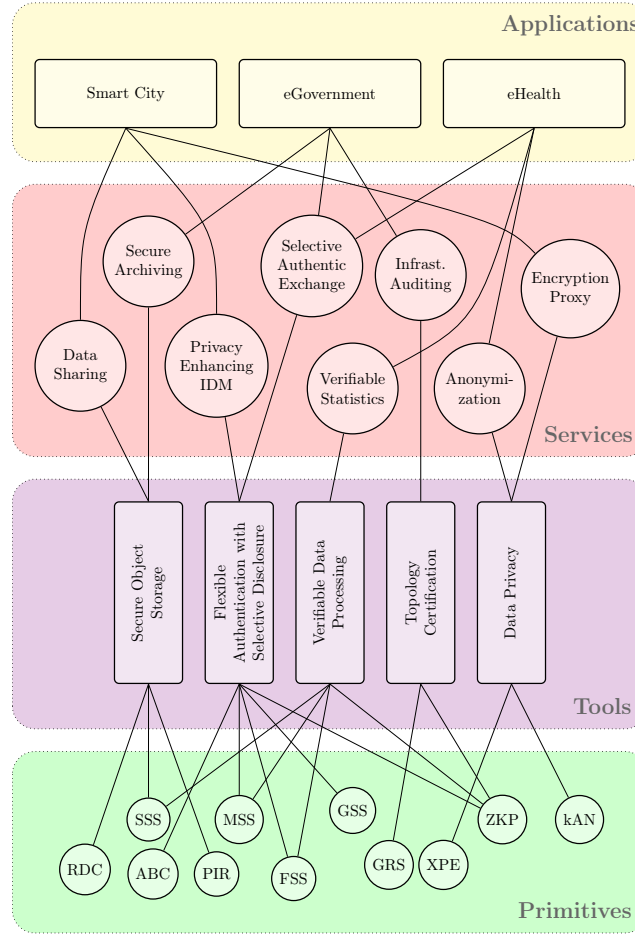 Applications
Smart City
eGovernment
eHealth
Secure
Archiving
Selective
Authentic
Exchange
Infrast.
Auditing
Encryption
Proxy
Data
Sharing
Privacy
Enhancing
IDM
Verifiable
Statistics
Anonymi-
zation
Services
Secure Object
Storage
Flexible
Authentication with
Selective Disclosure
Verifiable Data
Processing
Topology
Certification
Data Privacy
Tools
SSS
MSS
GSS
ZKP
kAN
RDC
ABC
PIR
FSS
GRS
XPE
Primitives